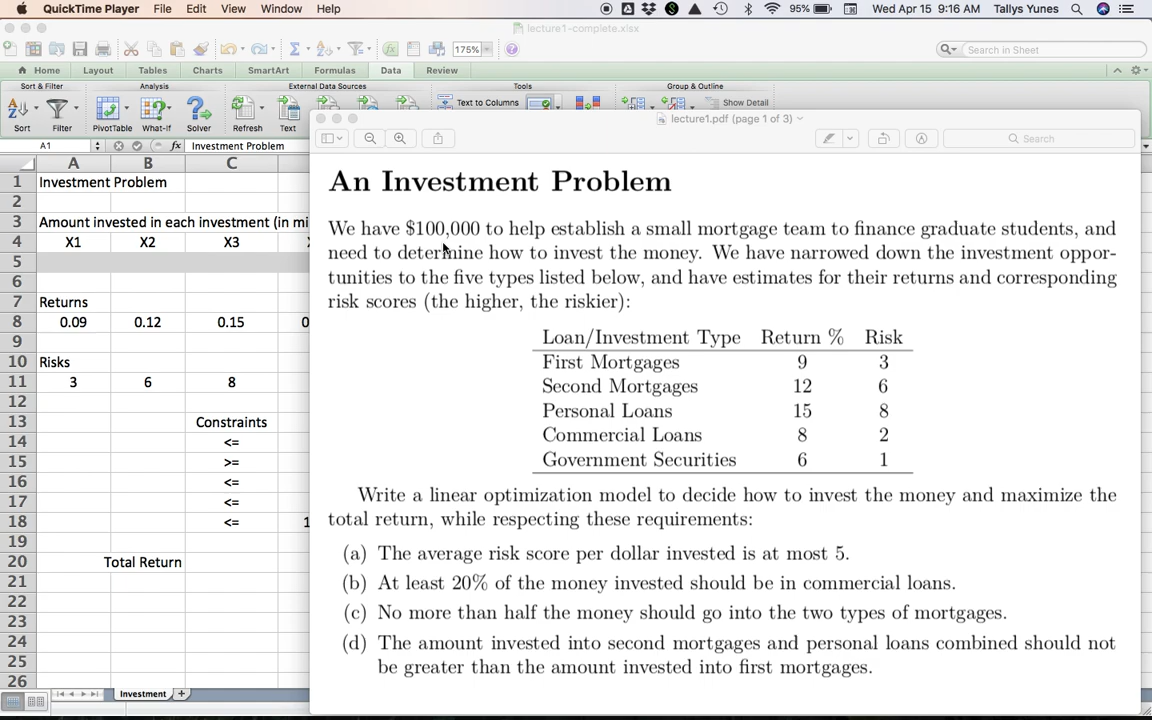 QuickTime Player File Edit View Window Help 95% Wed Apr 15 9:16 AM Tallys Yunes
lecture1-complete.xlsx
175% Search in Sheet
Home Layout Tables Charts SmartArt Formulas Data Review
Sort & Filter Analysis External Data Sources Tools Group & Outline
Text to Columns Show Detail
Sort Filter PivotTable What-If Solver Refresh Text
A1 fx Investment Problem
A B C
1 Investment Problem
2
3 Amount invested in each investment (in mi
4 X1 X2 X3
5
6
7 Returns
8 0.09 0.12 0.15 0
9
10 Risks
11 3 6 8
12
13 Constraints
14 <=
15 >=
16 <=
17 <=
18 <= 1
19
20 Total Return
21
22
23
24
25
26
Investment
lecture1.pdf (page 1 of 3)
Search
An Investment Problem
We have $100,000 to help establish a small mortgage team to finance graduate students, and
need to determine how to invest the money. We have narrowed down the investment oppor-
tunities to the five types listed below, and have estimates for their returns and corresponding
risk scores (the higher, the riskier):
Loan/Investment Type Return % Risk
First Mortgages 9 3
Second Mortgages 12 6
Personal Loans 15 8
Commercial Loans 8 2
Government Securities 6 1
Write a linear optimization model to decide how to invest the money and maximize the
total return, while respecting these requirements:
(a) The average risk score per dollar invested is at most 5.
(b) At least 20% of the money invested should be in commercial loans.
(c) No more than half the money should go into the two types of mortgages.
(d) The amount invested into second mortgages and personal loans combined should not
be greater than the amount invested into first mortgages.